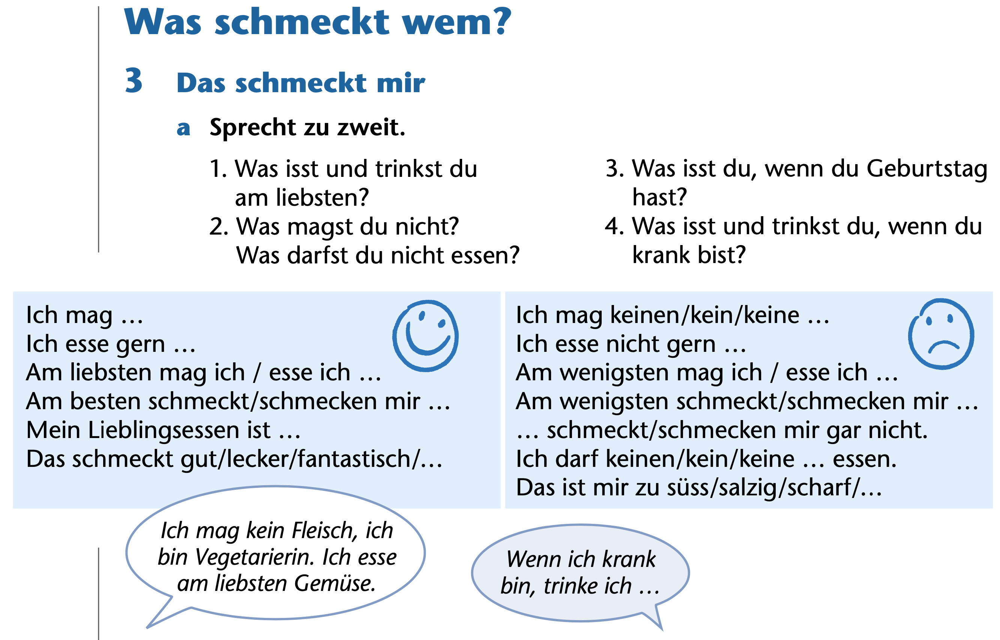 Was schmeckt wem?
3 Das schmeckt mir
a Sprecht zu zweit.
1. Was isst und trinkst du
am liebsten?
2. Was magst du nicht?
Was darfst du nicht essen?
3. Was isst du, wenn du Geburtstag
hast?
4. Was isst und trinkst du, wenn du
krank bist?
Ich mag …
Ich esse gern …
Am liebsten mag ich / esse ich …
Am besten schmeckt/schmecken mir …
Mein Lieblingsessen ist …
Das schmeckt gut/lecker/fantastisch/…
Ich mag keinen/kein/keine …
Ich esse nicht gern …
Am wenigsten mag ich / esse ich …
Am wenigsten schmeckt/schmecken mir …
… schmeckt/schmecken mir gar nicht.
Ich darf keinen/kein/keine … essen.
Das ist mir zu süss/salzig/scharf/…
Ich mag kein Fleisch, ich
bin Vegetarierin. Ich esse
am liebsten Gemüse.
Wenn ich krank
bin, trinke ich …